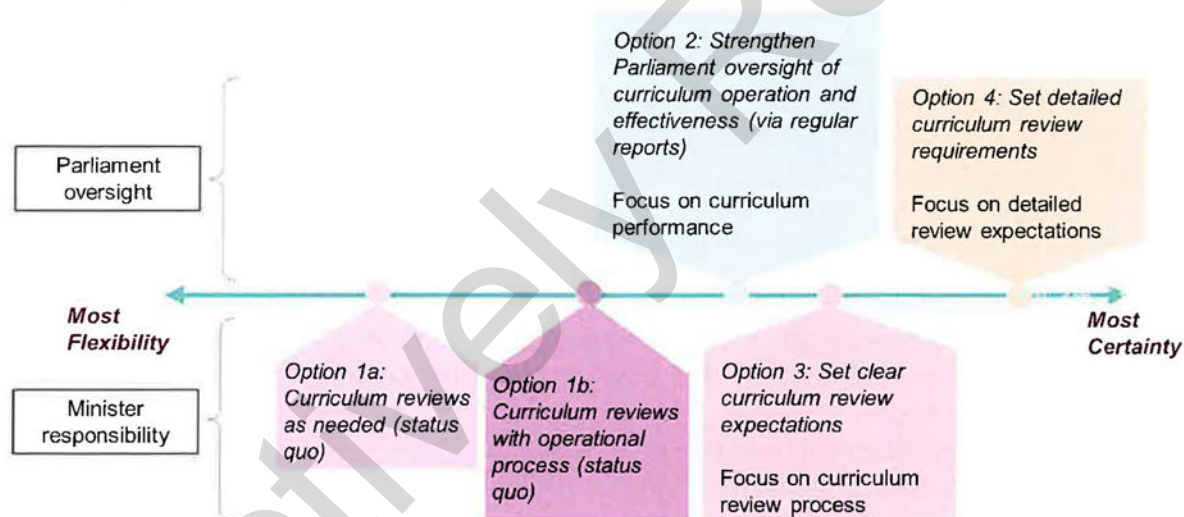 Option 2: Strengthen
Parliament oversight of
curriculum operation and
effectiveness (via regular
reports)
Focus on curriculum
performance
Option 4: Set detailed
curriculum review
requirements
Focus on detailed
review expectations
Parliament
oversight
Most
Flexibility
Most
Certainty
Minister
responsibility
Option 1a:
Curriculum reviews
as needed (status
quo)
Option 1b:
Curriculum reviews
with operational
process (status
quo)
Option 3: Set clear
curriculum review
expectations
Focus on curriculum
review process